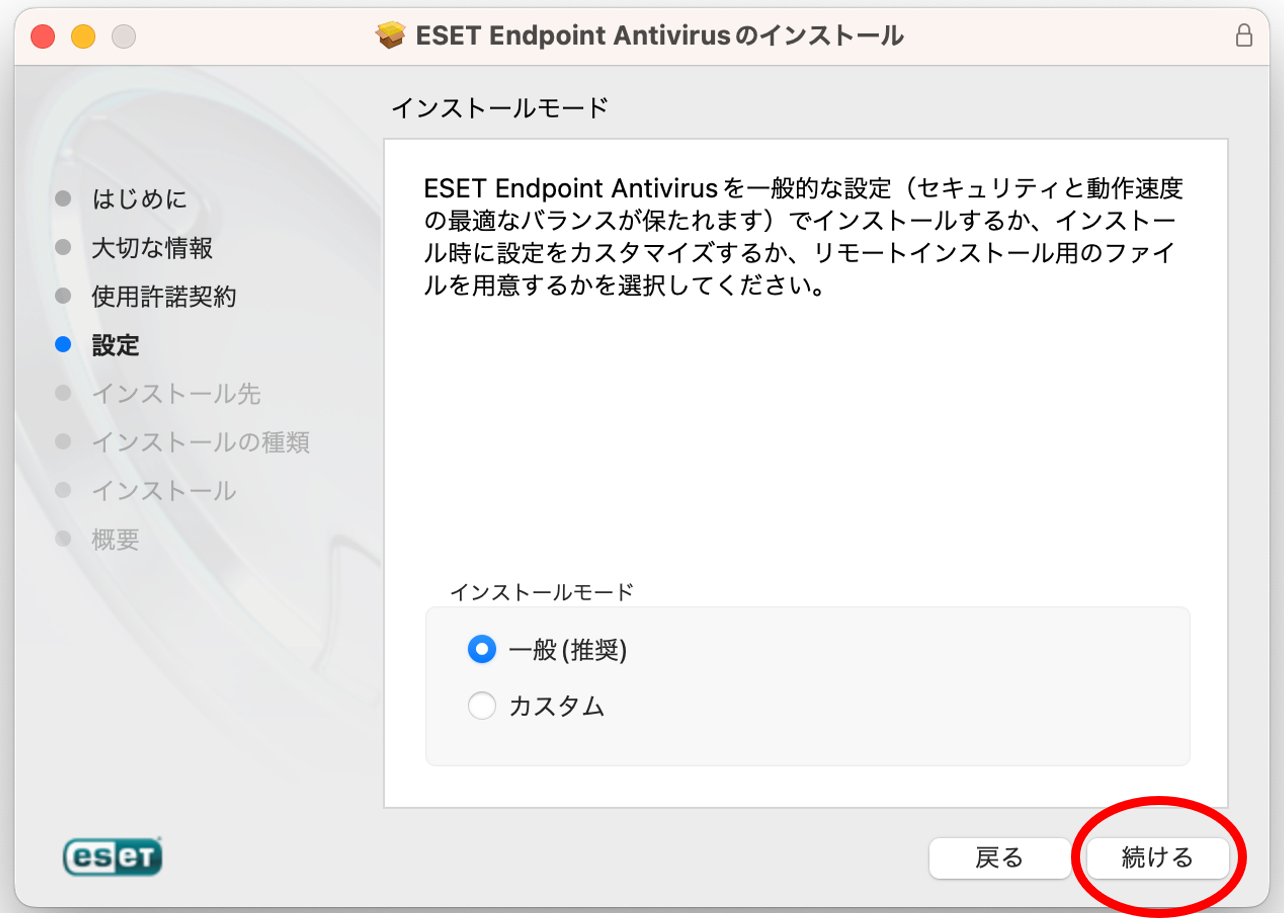 ESET Endpoint Antivirusのインストール
インストールモード
はじめに
大切な情報
使用許諾契約
設定
インストール先
インストールの種類
インストール
概要
ESET Endpoint Antivirusを一般的な設定（セキュリティと動作速度
の最適なバランスが保たれます）でインストールするか、インストー
ル時に設定をカスタマイズするか、リモートインストール用のファイ
ルを用意するかを選択してください。
インストールモード
一般 (推奨)
カスタム
eset
戻る
続ける